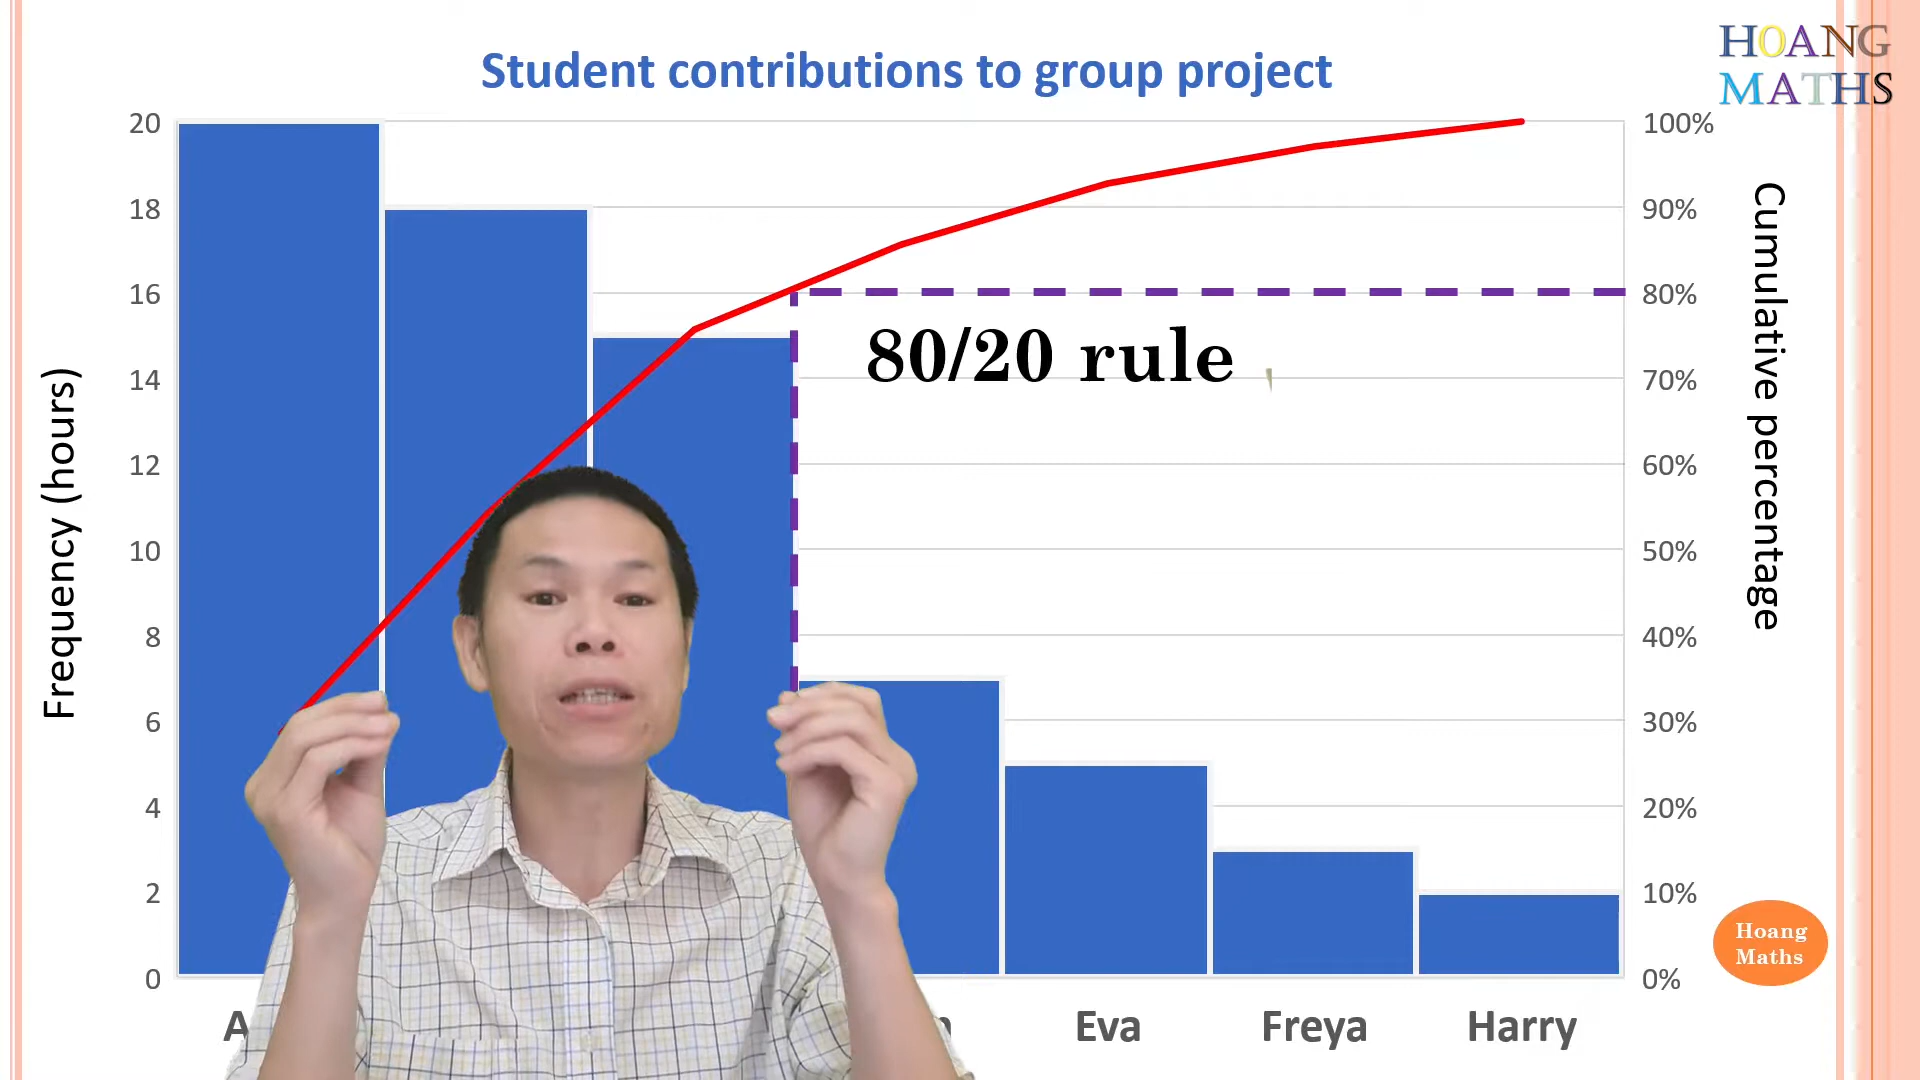 Student contributions to group project
HOANG
MATHS
20
18
16
14
12
10
8
6
4
2
0
Frequency (hours)
80/20 rule
100%
90%
80%
70%
60%
50%
40%
30%
20%
10%
0%
Cumulative percentage
Hoang
Maths
Eva Freya Harry